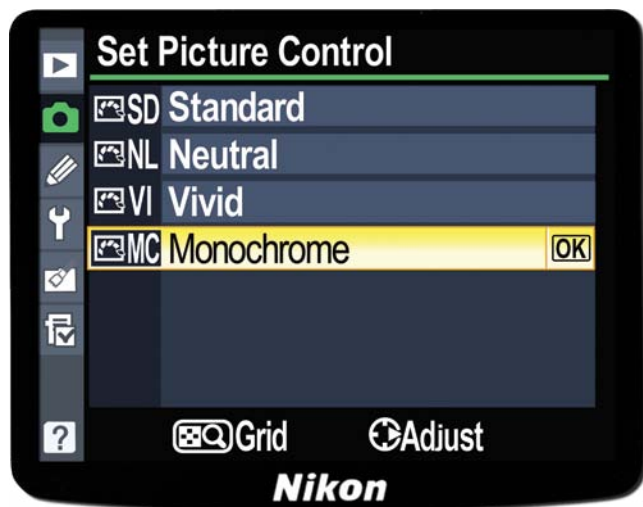 Set Picture Control
SD Standard
NL Neutral
VI Vivid
MC Monochrome OK
? Grid Adjust
Nikon